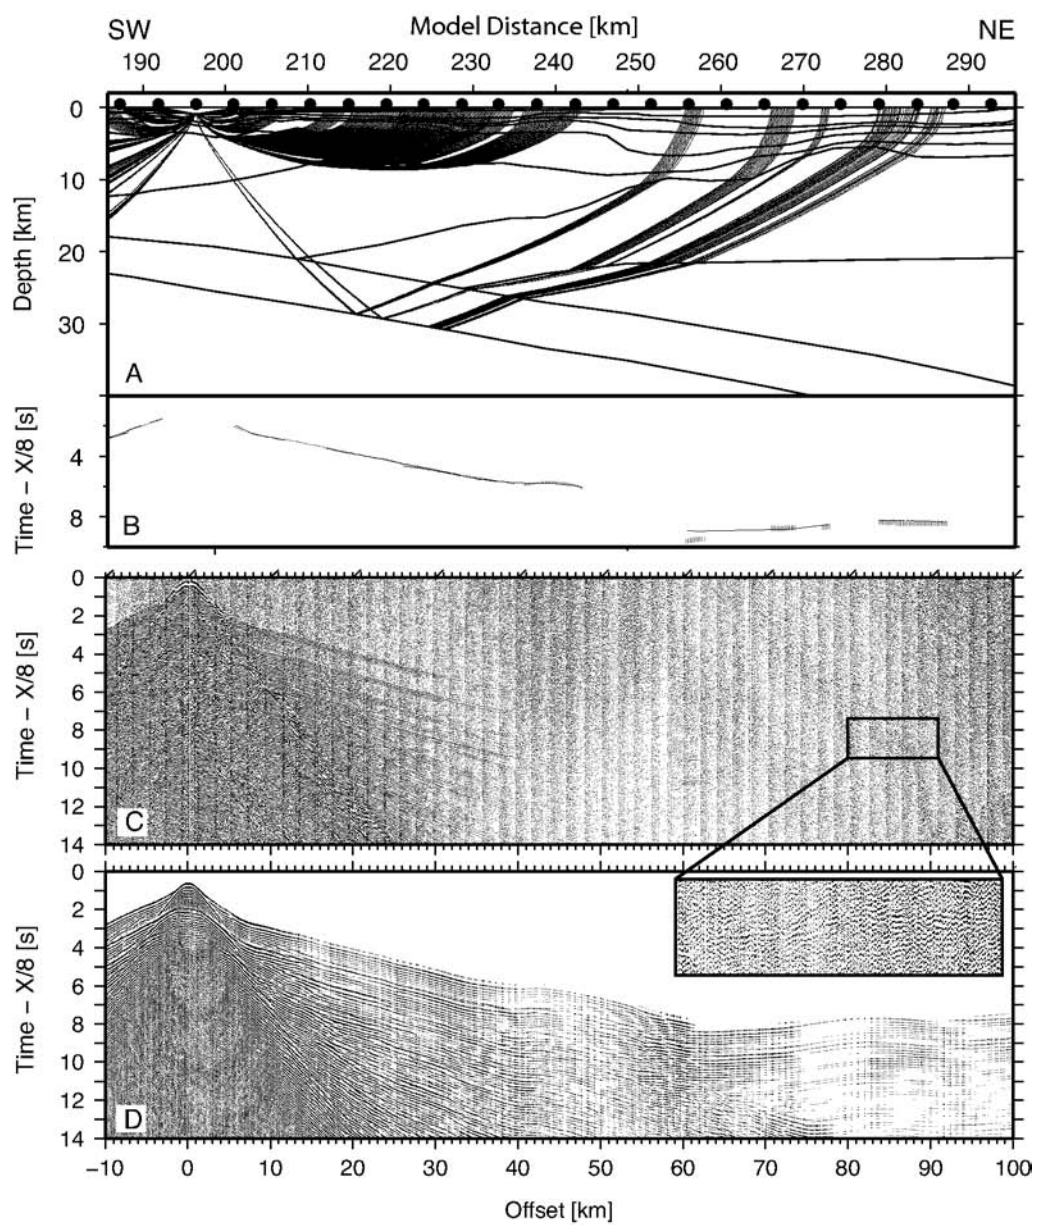 SW Model Distance [km] NE
190 200 210 220 230 240 250 260 270 280 290
0
10
20
30
Depth [km]
A
4
8
Time – X/8 [s]
B
0
2
4
6
8
10
12
14
Time – X/8 [s]
C
0
2
4
6
8
10
12
14
Time – X/8 [s]
D
–10 0 10 20 30 40 50 60 70 80 90 100
Offset [km]